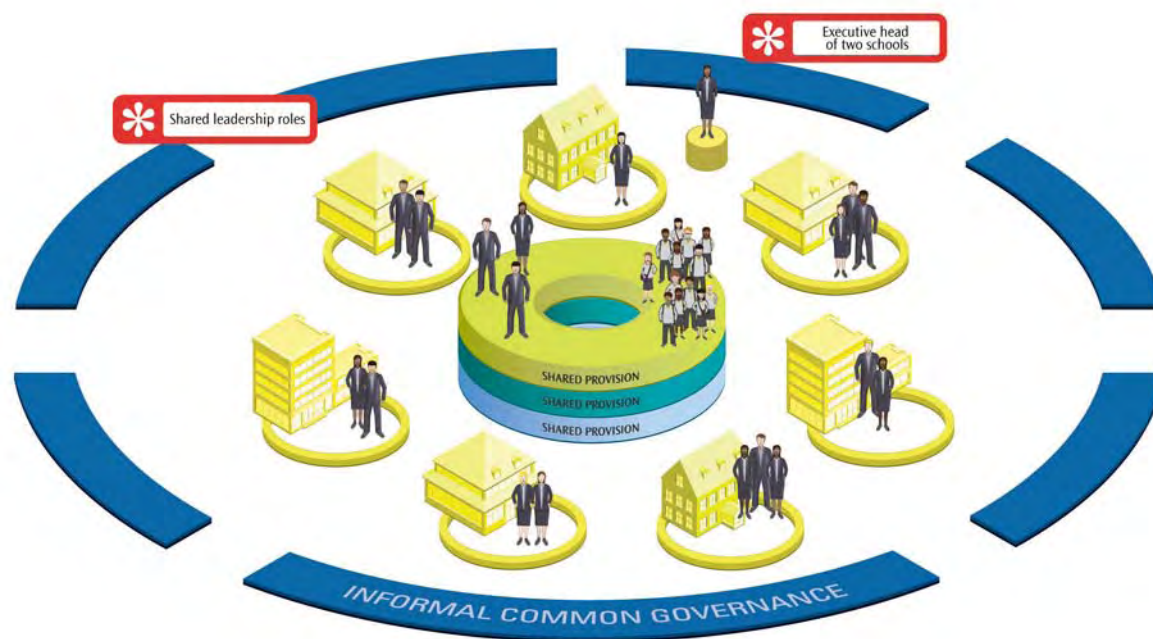 Executive head
of two schools
Shared leadership roles
SHARED PROVISION
SHARED PROVISION
SHARED PROVISION
INFORMAL COMMON GOVERNANCE